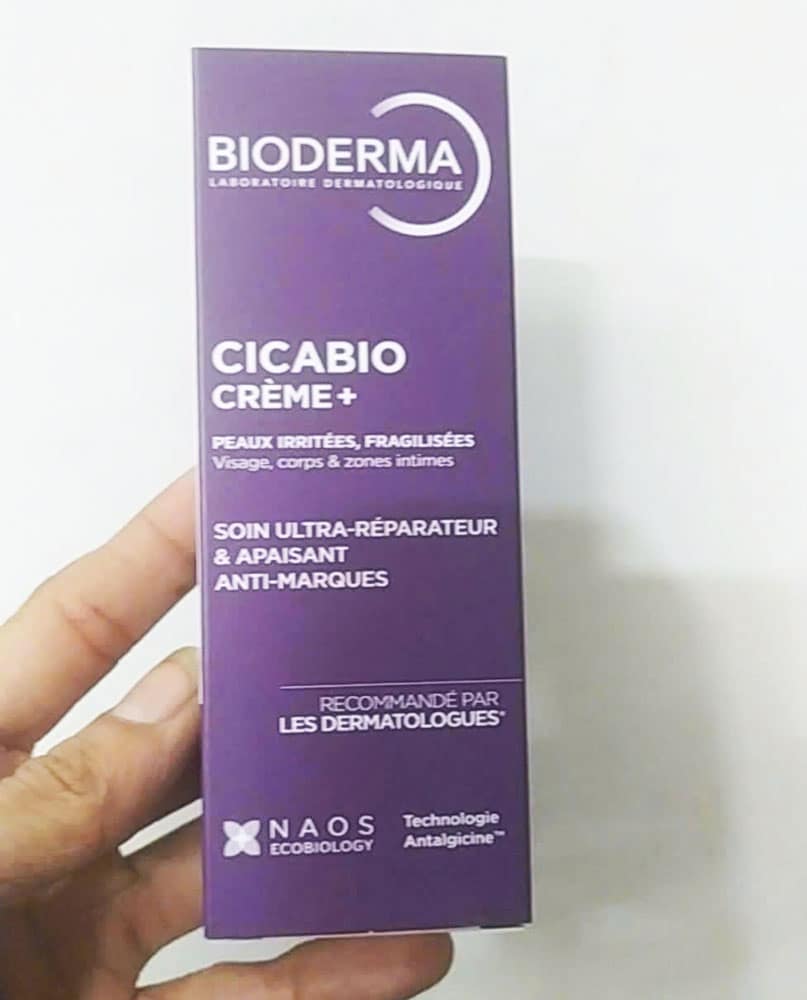 BIODERMA
LABORATOIRE DERMATOLOGIQUE
CICABIO
CRÈME+
PEAUX IRRITÉES, FRAGILISÉES
Visage, corps & zones intimes
SOIN ULTRA-RÉPARATEUR
& APAISANT
ANTI-MARQUES
RECOMMANDÉ PAR
LES DERMATOLOGUES*
NAOS
ECOBIOLOGY
Technologie
Antalgicine™